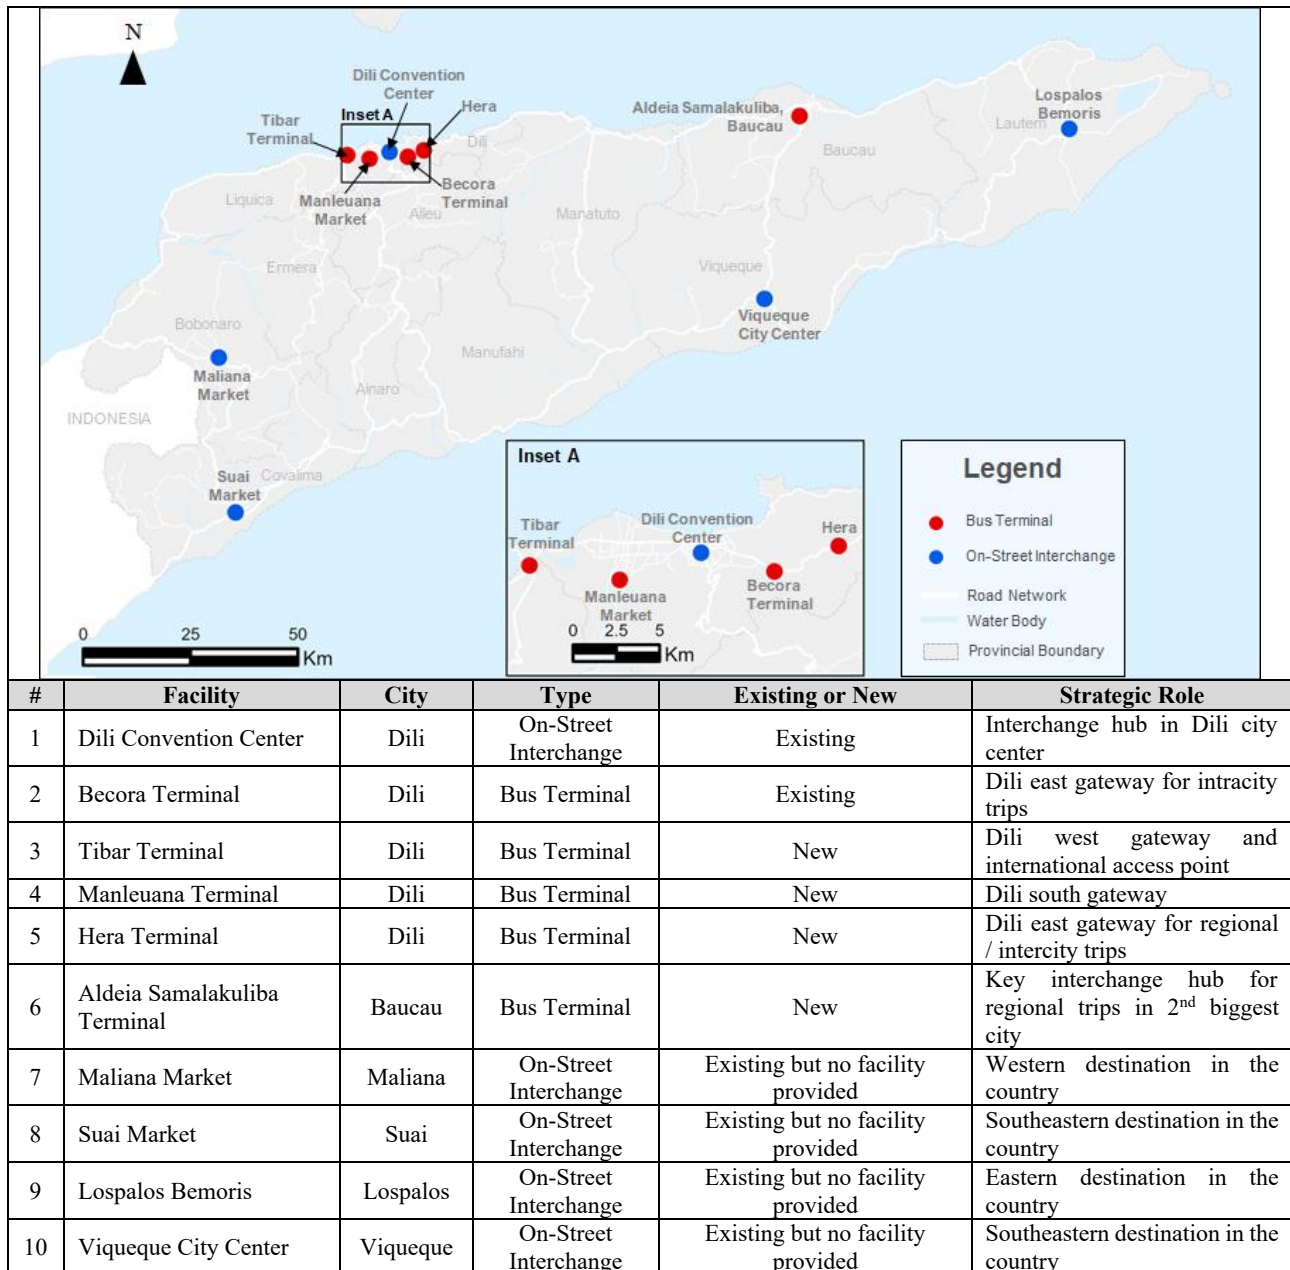 N
Dili Convention
Center
Hera
Inset A
Tibar
Terminal
Dili
Becora
Terminal
Manleuana
Market
Liquica
Aileu
Aldeia Samalakuliba,
Baucau
Baucau
Lospalos
Bemoris
Lautem
Manatuto
Ermera
Viqueque
Viqueque
City Center
Bobonaro
Maliana
Market
Manufahi
Ainaro
INDONESIA
Suai
Market
Covalima
0 25 50
Km
Inset A
Tibar
Terminal
Dili Convention
Center
Hera
Manleuana
Market
Becora
Terminal
0 2.5 5
Km
Legend
Bus Terminal
On-Street Interchange
Road Network
Water Body
Provincial Boundary
# Facility City Type Existing or New Strategic Role
1 Dili Convention Center Dili On-Street Interchange Existing Interchange hub in Dili city center
2 Becora Terminal Dili Bus Terminal Existing Dili east gateway for intracity trips
3 Tibar Terminal Dili Bus Terminal New Dili west gateway and international access point
4 Manleuana Terminal Dili Bus Terminal New Dili south gateway
5 Hera Terminal Dili Bus Terminal New Dili east gateway for regional / intercity trips
6 Aldeia Samalakuliba Terminal Baucau Bus Terminal New Key interchange hub for regional trips in 2nd biggest city
7 Maliana Market Maliana On-Street Interchange Existing but no facility provided Western destination in the country
8 Suai Market Suai On-Street Interchange Existing but no facility provided Southeastern destination in the country
9 Lospalos Bemoris Lospalos On-Street Interchange Existing but no facility provided Eastern destination in the country
10 Viqueque City Center Viqueque On-Street Interchange Existing but no facility provided Southeastern destination in the country